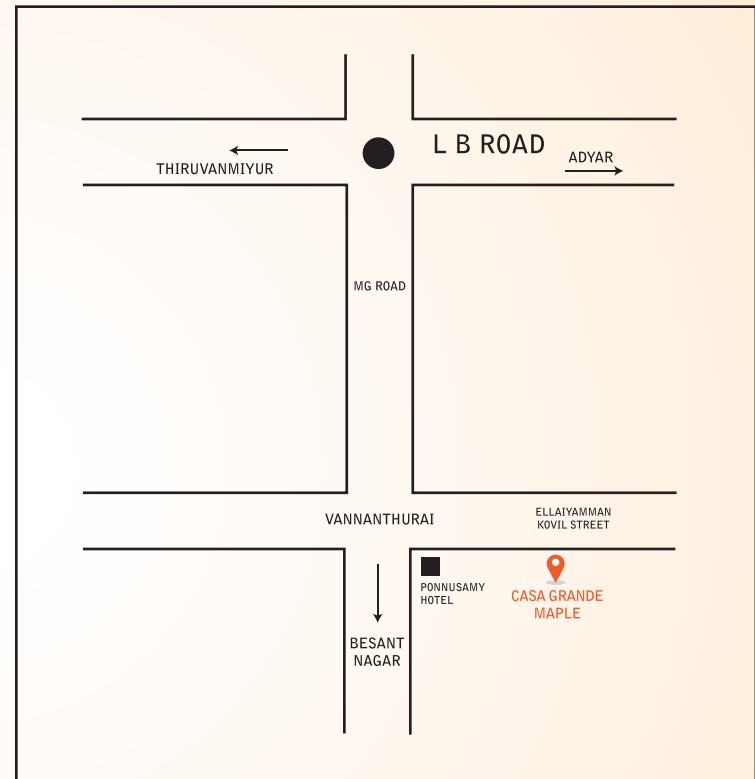 L B ROAD
ADYAR
THIRUVANMIYUR
MG ROAD
VANNANTHURAI
ELLAIYAMMAN
KOVIL STREET
PONNUSAMY
HOTEL
CASA GRANDE
MAPLE
BESANT
NAGAR